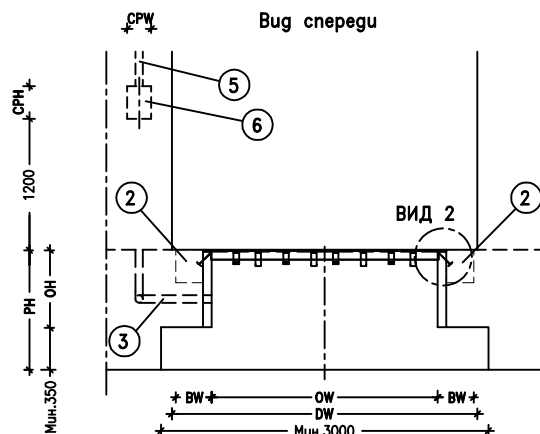 CPW
Вид спереди
5
CPH
6
1200
2
ВИД 2
2
PH
OH
3
Мин.350
BW
OW
BW
DW
Мин.3000